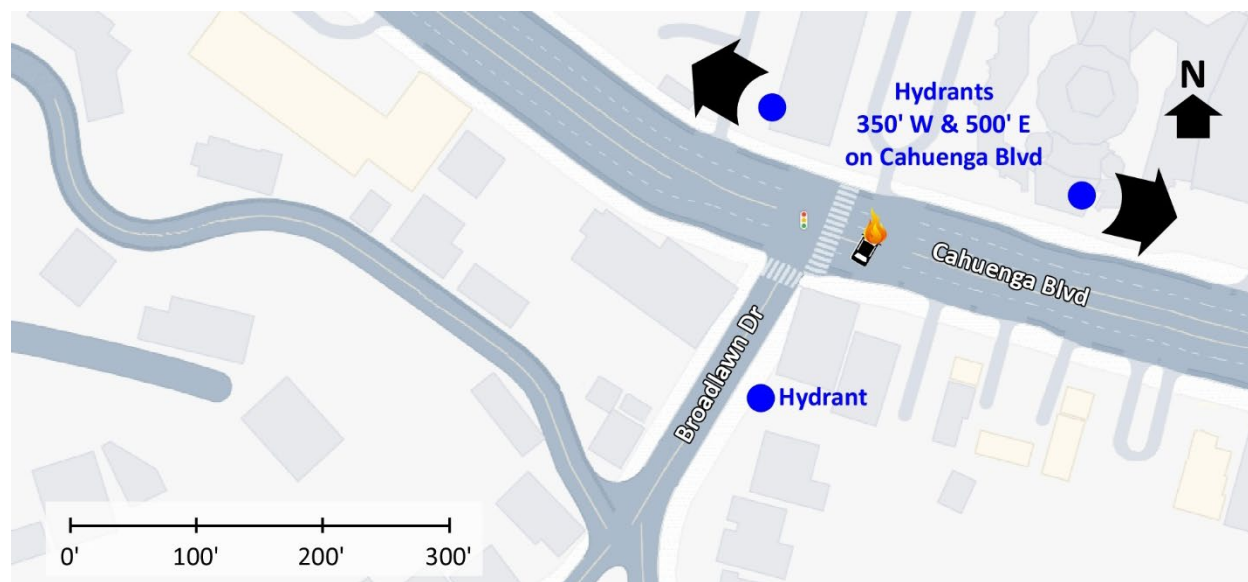 N
Hydrants
350' W & 500' E
on Cahuenga Blvd
Cahuenga Blvd
Broadlawn Dr
Hydrant
0' 100' 200' 300'